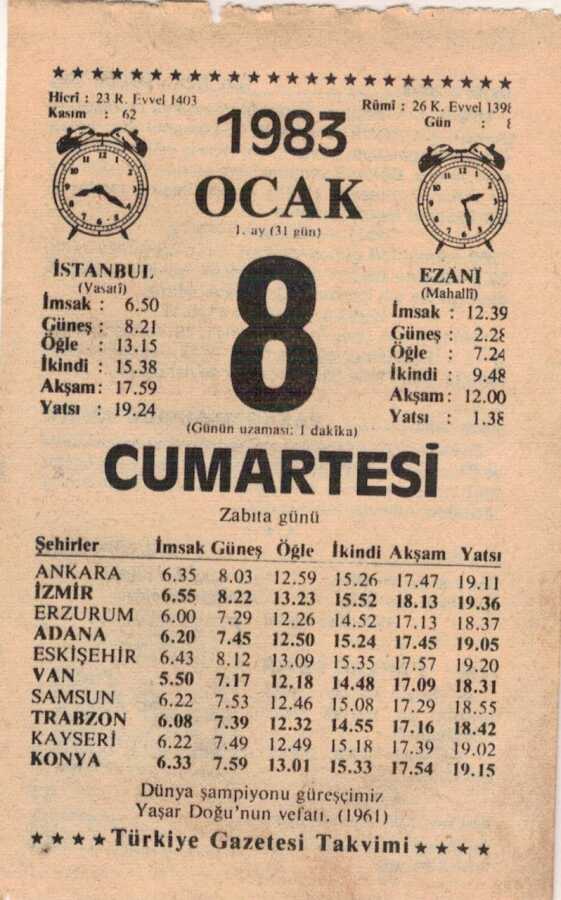 Hicrî : 23 R. Evvel 1403
Kasım : 62
Rûmî : 26 K. Evvel
Gün :
1983
OCAK
1. ay (31 gün)
İSTANBUL
(Vasatî)
İmsak : 6.50
Güneş : 8.21
Öğle : 13.15
İkindi : 15.38
Akşam: 17.59
Yatsı : 19.24
8
EZANÎ
(Mahallî)
İmsak : 12.39
Güneş :
Öğle :
İkindi : 9.48
Akşam: 12.00
Yatsı :
(Günün uzaması: 1 dakika)
CUMARTESİ
Zabıta günü
Şehirler İmsak Güneş Öğle İkindi Akşam Yatsı
ANKARA 6.35 8.03 12.59 15.26 17.47 19.11
İZMİR 6.55 8.22 13.23 15.52 18.13 19.36
ERZURUM 6.00 7.29 12.26 14.52 17.13 18.37
ADANA 6.20 7.45 12.50 15.24 17.45 19.05
ESKİŞEHİR 6.43 8.12 13.09 15.35 17.57 19.20
VAN 5.50 7.17 12.18 14.48 17.09 18.31
SAMSUN 6.22 7.53 12.46 15.08 17.29 18.55
TRABZON 6.08 7.39 12.32 14.55 17.16 18.42
KAYSERİ 6.22 7.49 12.49 15.18 17.39 19.02
KONYA 6.33 7.59 13.01 15.33 17.54 19.15
Dünya şampiyonu güreşçimiz
Yaşar Doğu'nun vefatı. (1961)
★★★★Türkiye Gazetesi Takvimi★★★★